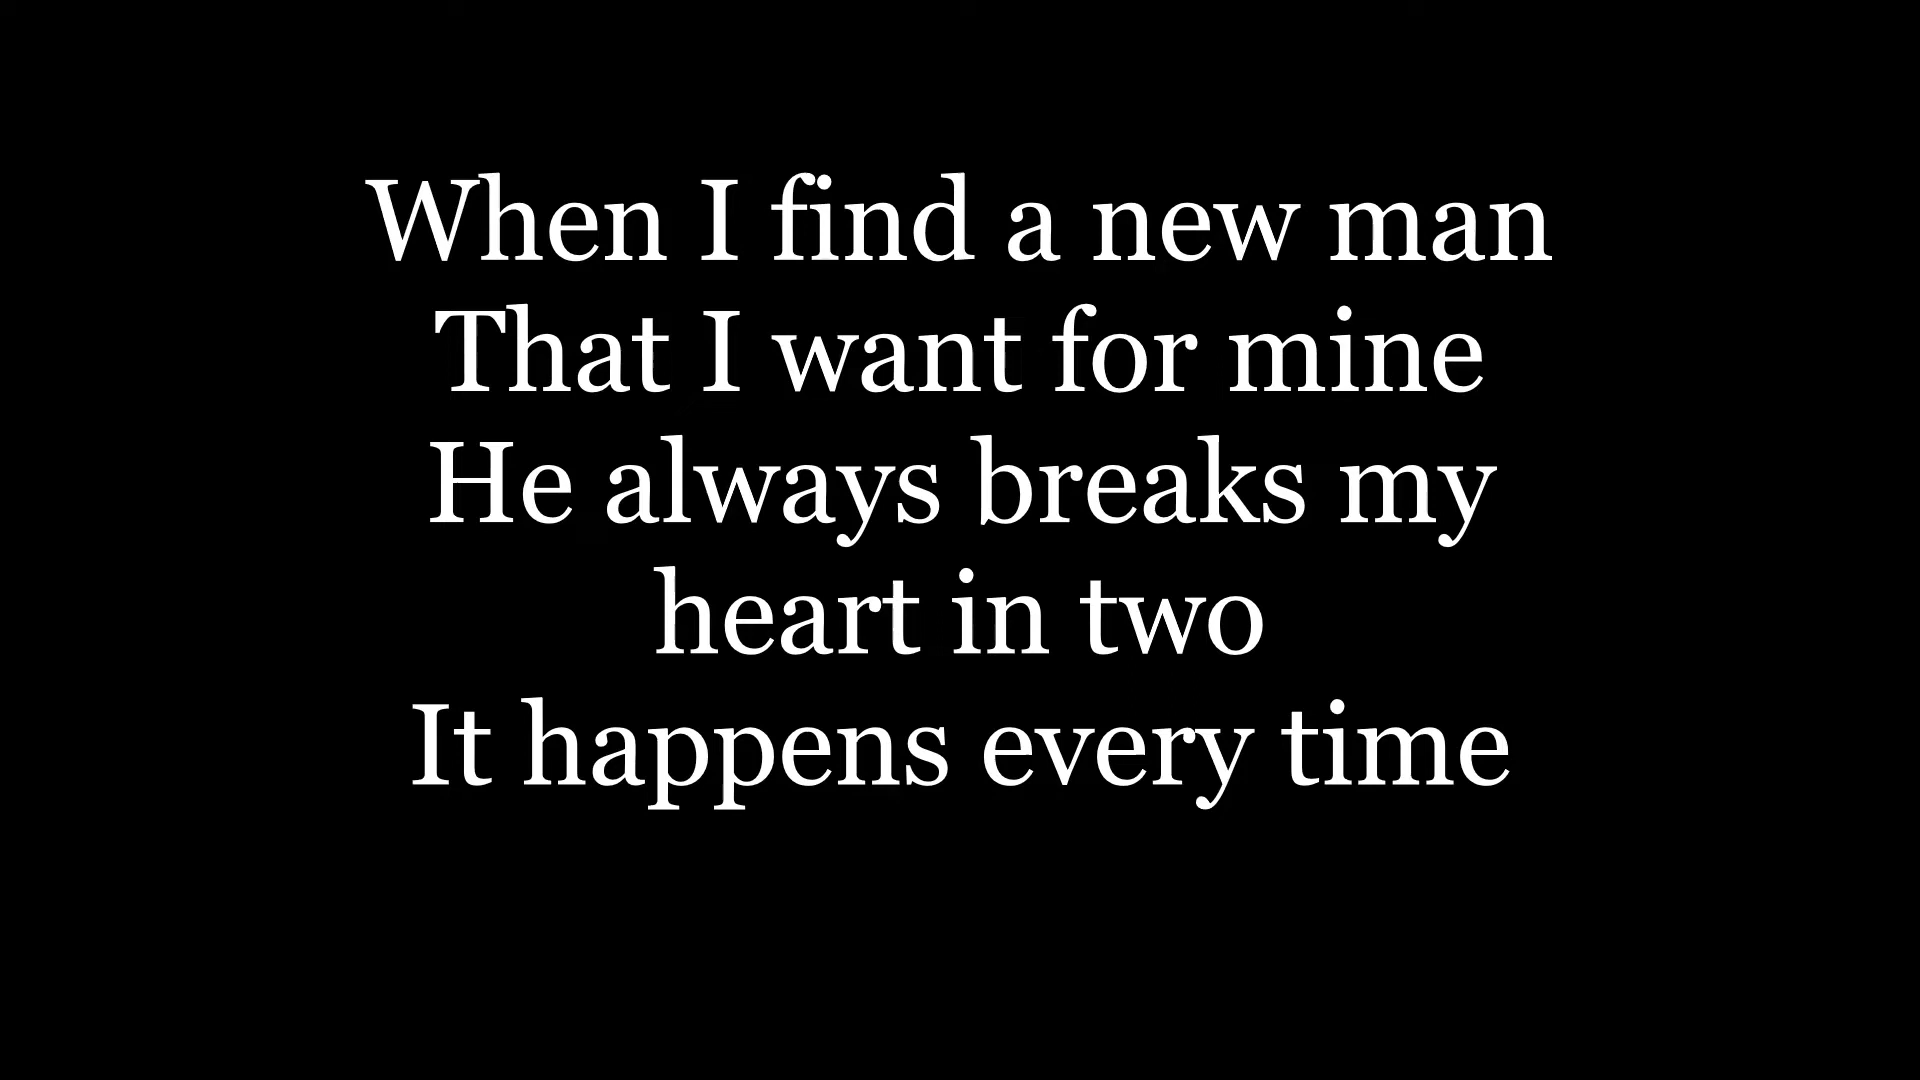 When I find a new man
That I want for mine
He always breaks my
heart in two
It happens every time